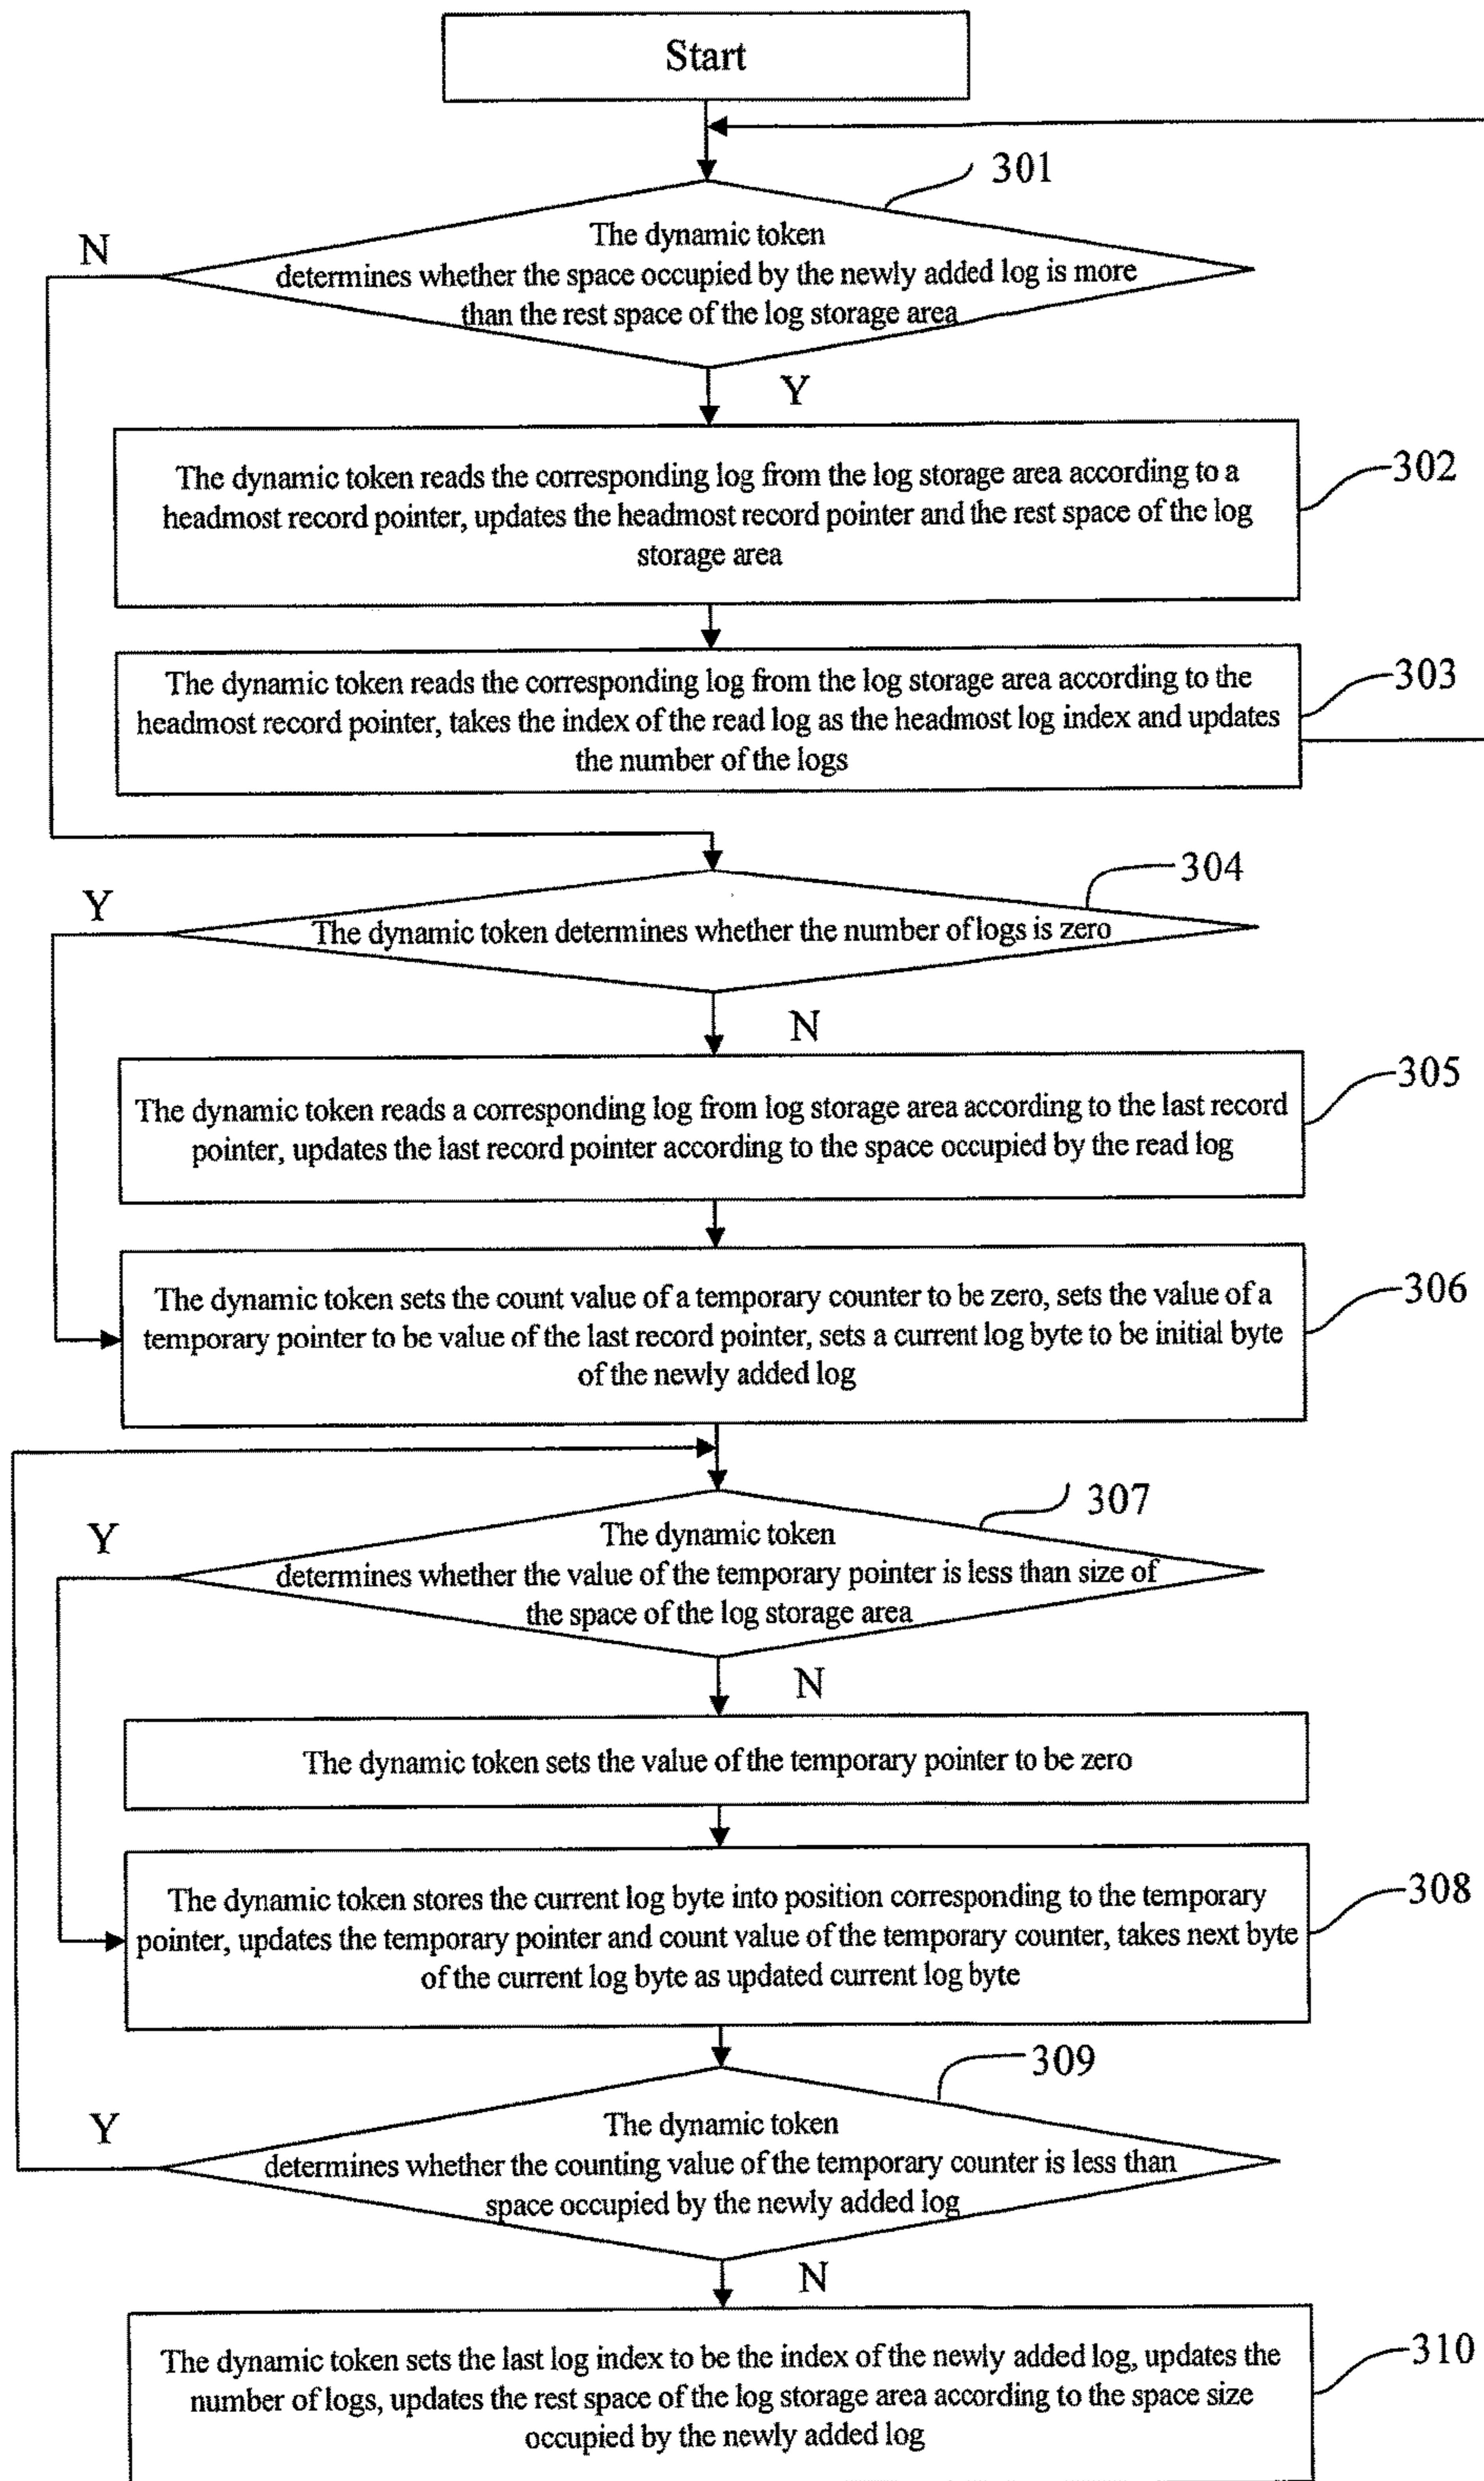 Start
301
The dynamic token
N
determines whether the space occupied by the newly added log is more
than the rest space of the log storage area
Y
302
The dynamic token reads the corresponding log from the log storage area according to a
headmost record pointer, updates the headmost record pointer and the rest space of the log
storage area
303
The dynamic token reads the corresponding log from the log storage area according to the
headmost record pointer, takes the index of the read log as the headmost log index and updates
the number of the logs
304
Y
The dynamic token determines whether the number of logs is zero
N
305
The dynamic token reads a corresponding log from log storage area according to the last record
pointer, updates the last record pointer according to the space occupied by the read log
306
The dynamic token sets the count value of a temporary counter to be zero, sets the value of a
temporary pointer to be value of the last record pointer, sets a current log byte to be initial byte
of the newly added log
307
Y
The dynamic token
determines whether the value of the temporary pointer is less than size of
the space of the log storage area
N
The dynamic token sets the value of the temporary pointer to be zero
308
The dynamic token stores the current log byte into position corresponding to the temporary
pointer, updates the temporary pointer and count value of the temporary counter, takes next byte
of the current log byte as updated current log byte
309
Y
The dynamic token
determines whether the counting value of the temporary counter is less than
space occupied by the newly added log
N
310
The dynamic token sets the last log index to be the index of the newly added log, updates the
number of logs, updates the rest space of the log storage area according to the space size
occupied by the newly added log